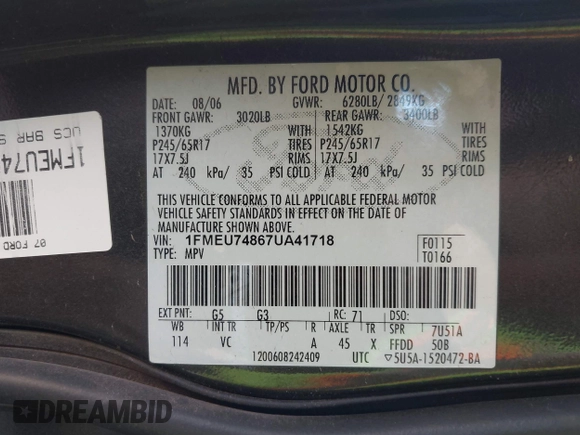 MFD. BY FORD MOTOR CO.
DATE: 08/06 GVWR: 6280LB/ 2849KG
FRONT GAWR: 3020LB REAR GAWR: 3400LB
1370KG WITH 1542KG WITH
P245/65R17 TIRES P245/65R17 TIRES
17X7.5J RIMS 17X7.5J RIMS
AT 240 kPa/ 35 PSI COLD AT 240 kPa/ 35 PSI COLD
THIS VEHICLE CONFORMS TO ALL APPLICABLE FEDERAL MOTOR
VEHICLE SAFETY STANDARDS IN EFFECT ON THE DATE OF MANUFACTURE
SHOWN ABOVE.
VIN: 1FMEU74867UA41718
TYPE: MPV
F0115
T0166
EXT PNT: G5 G3 RC: 71 DSO:
WB INT TR TP/PS R AXLE TR SPR 7U51A
114 VC A 45 X FFDD 50B
1200608242409 UTC 5U5A-1520472-BA
Ford
1FMEU74
UCS BAR S
07 FORD
DREAMBID